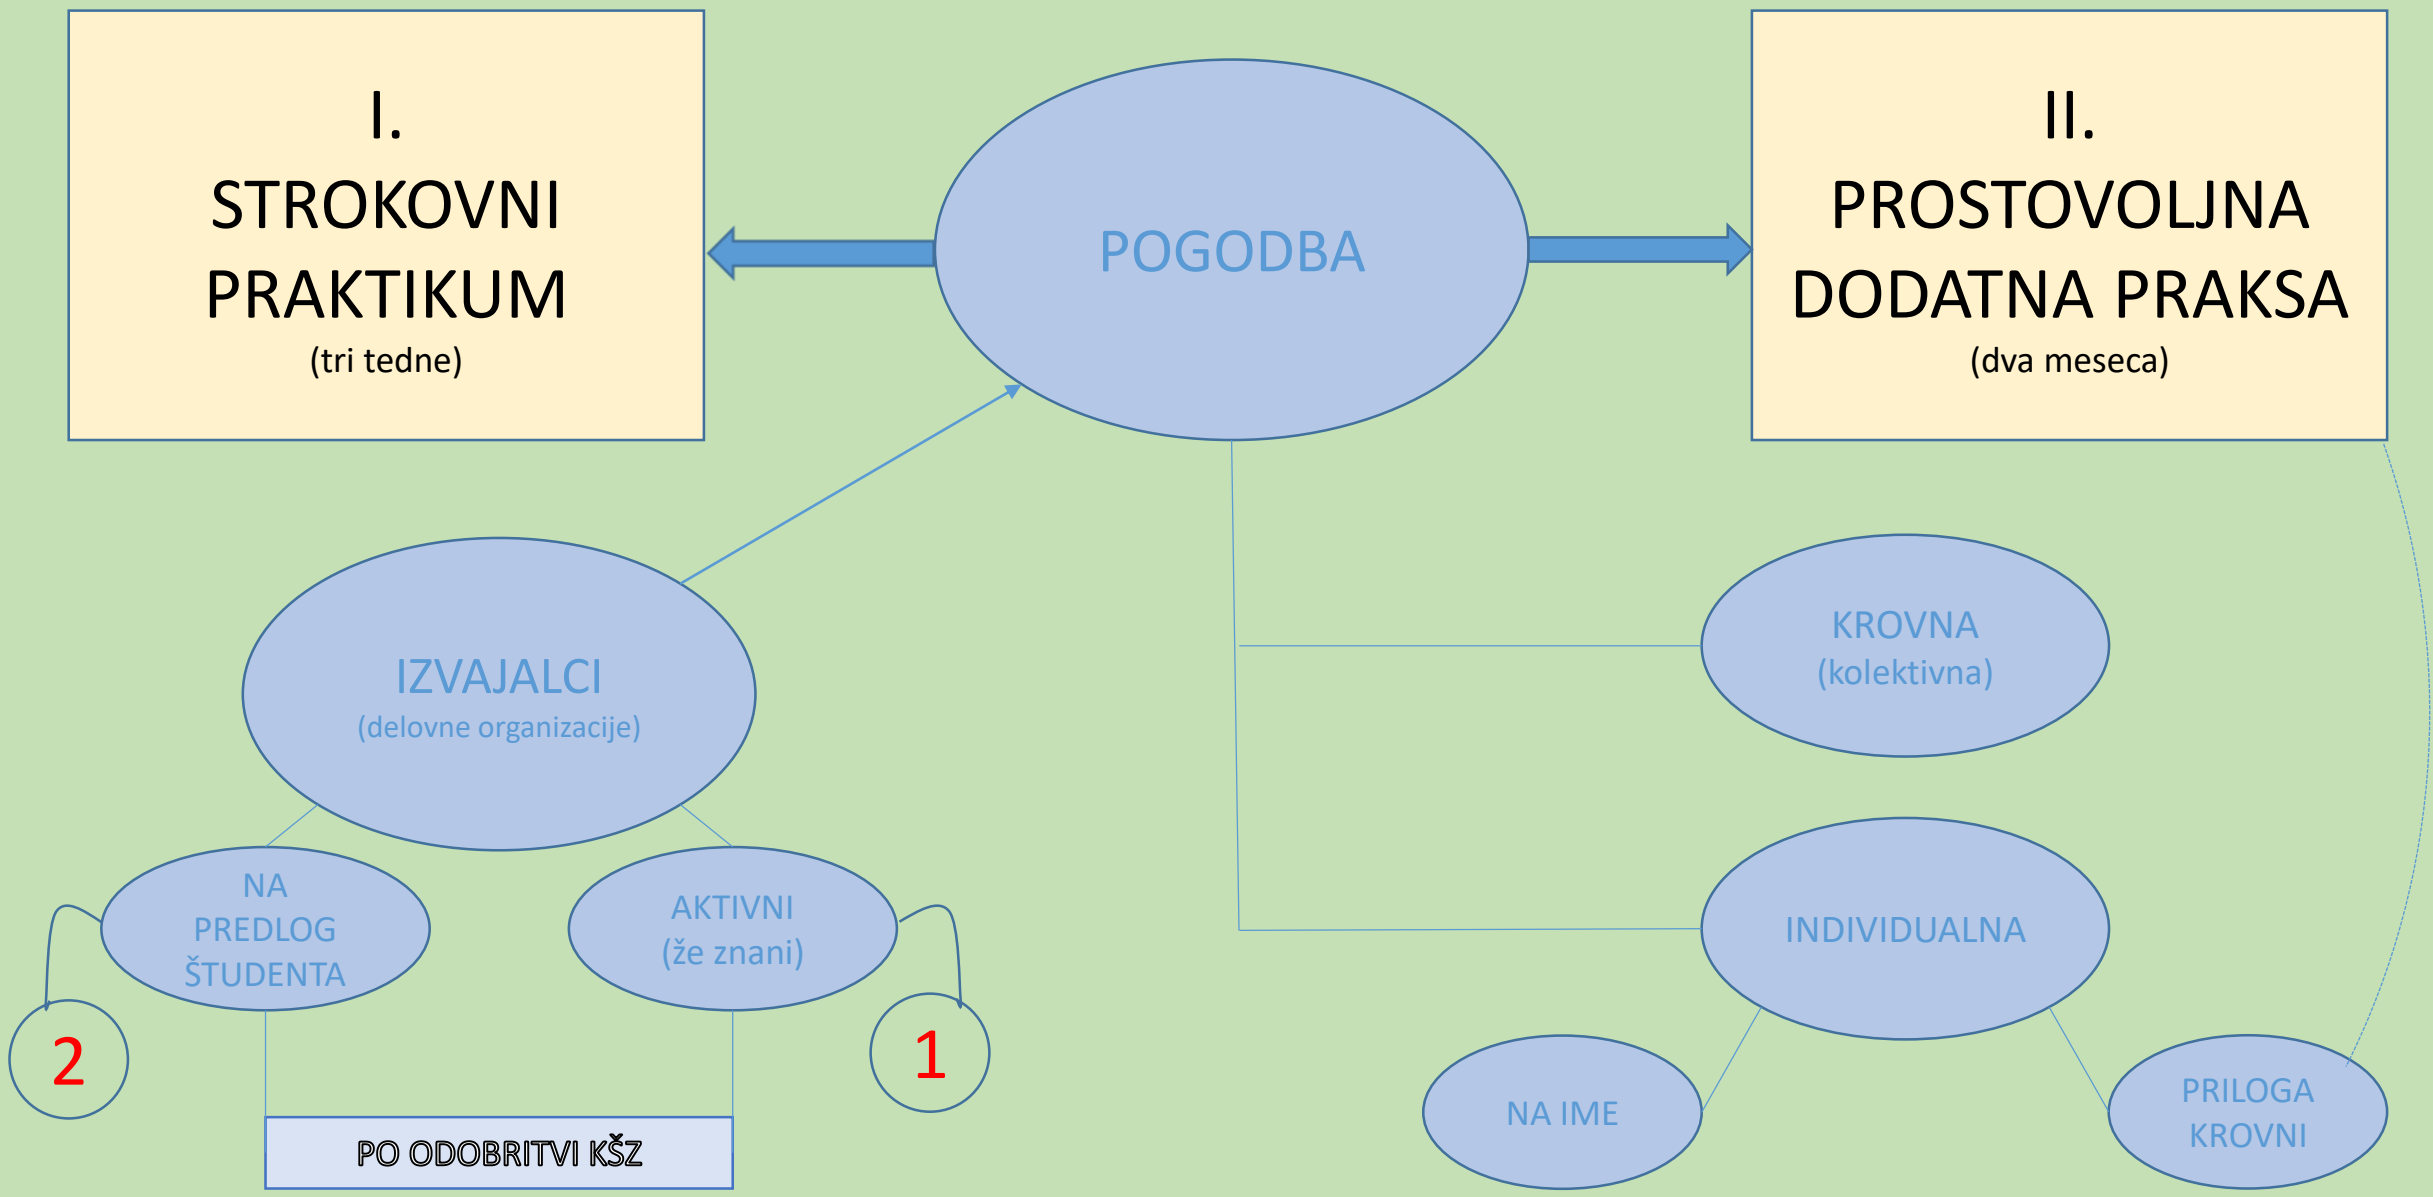 I.
STROKOVNI
PRAKTIKUM
(tri tedne)
POGODBA
II.
PROSTOVOLJNA
DODATNA PRAKSA
(dva meseca)
IZVAJALCI
(delovne organizacije)
KROVNA
(kolektivna)
NA
PREDLOG
ŠTUDENTA
AKTIVNI
(že znani)
INDIVIDUALNA
2
1
NA IME
PRILOGA
KROVNI
PO ODOBRITVI KŠZ